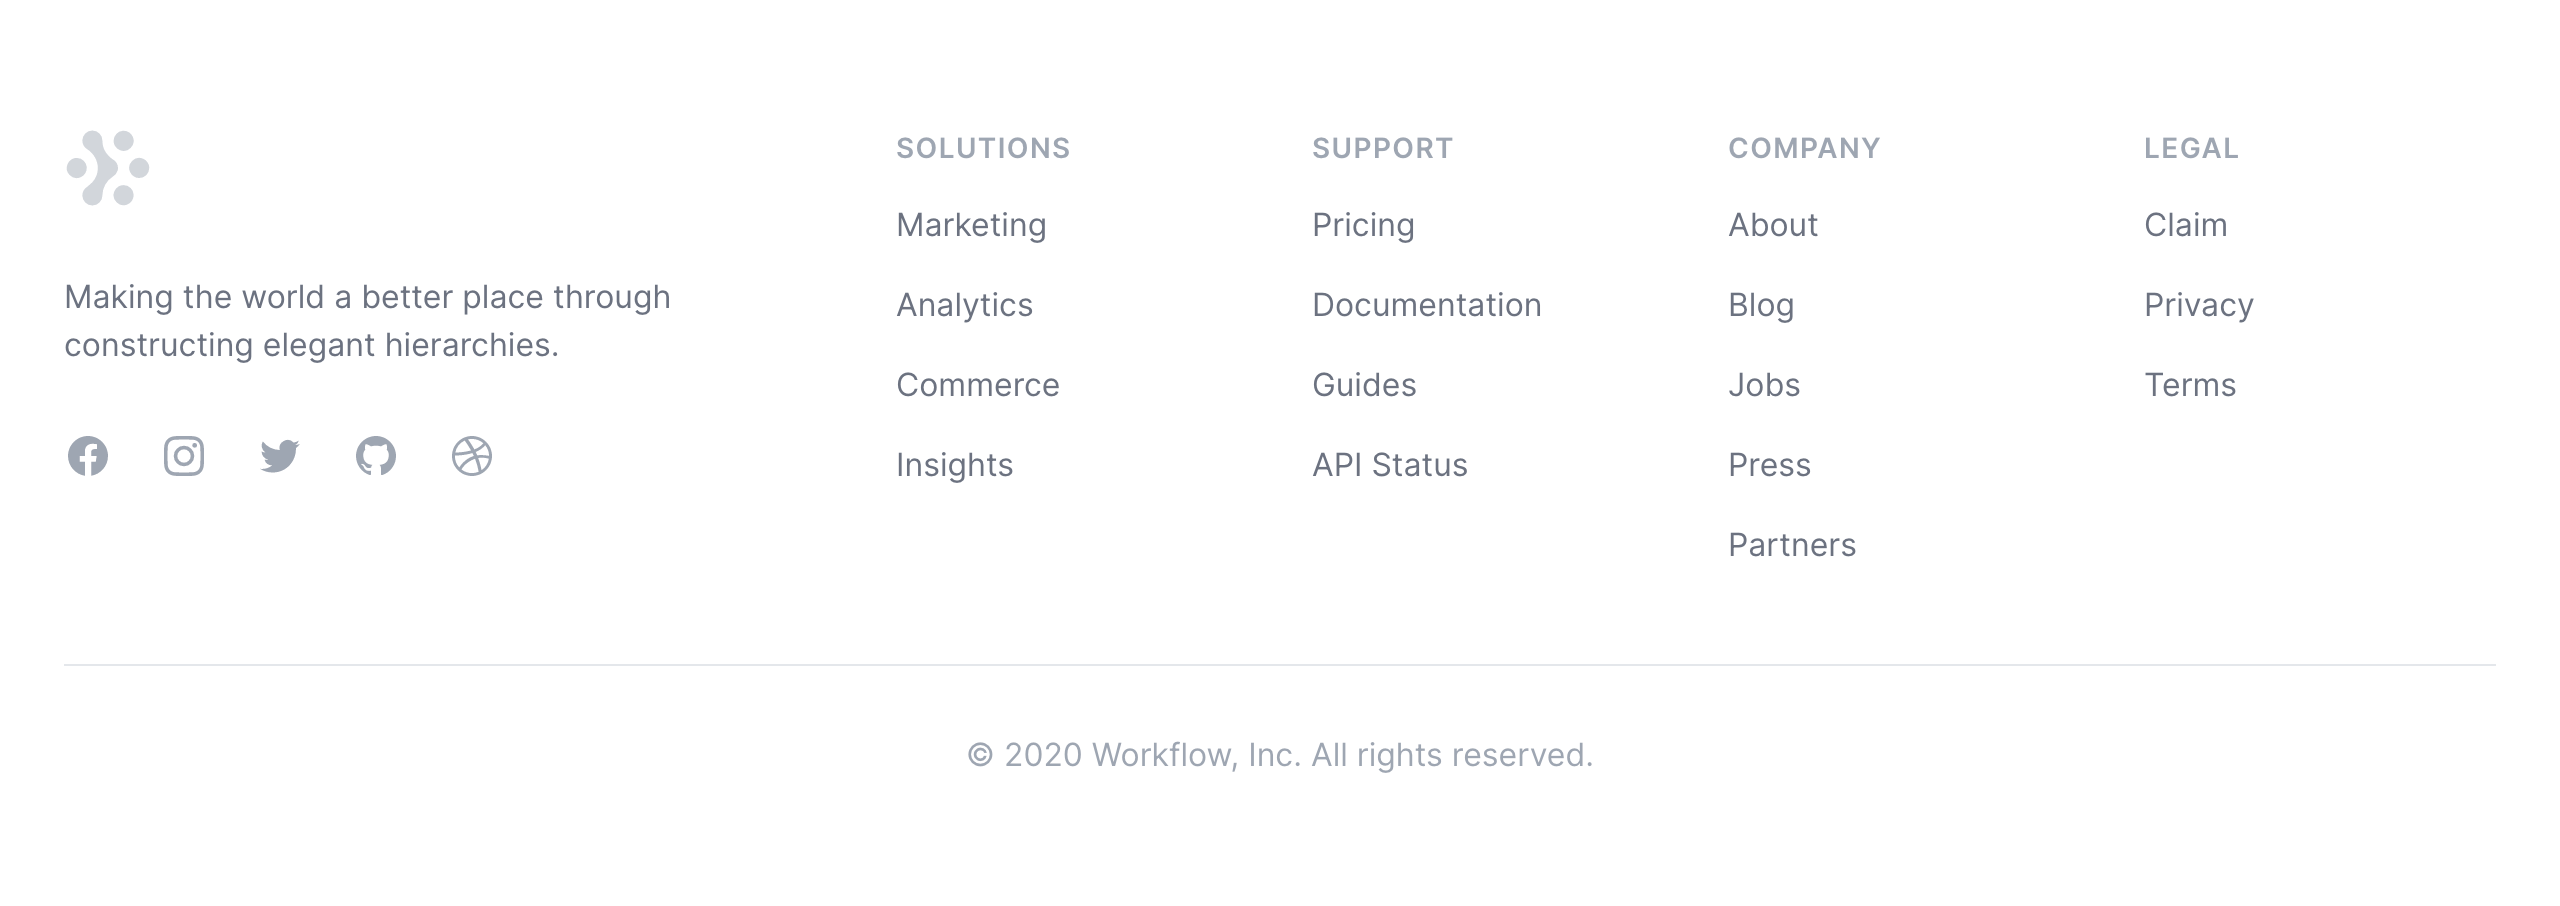 Making the world a better place through
constructing elegant hierarchies.
SOLUTIONS
Marketing
Analytics
Commerce
Insights
SUPPORT
Pricing
Documentation
Guides
API Status
COMPANY
About
Blog
Jobs
Press
Partners
LEGAL
Claim
Privacy
Terms
© 2020 Workflow, Inc. All rights reserved.